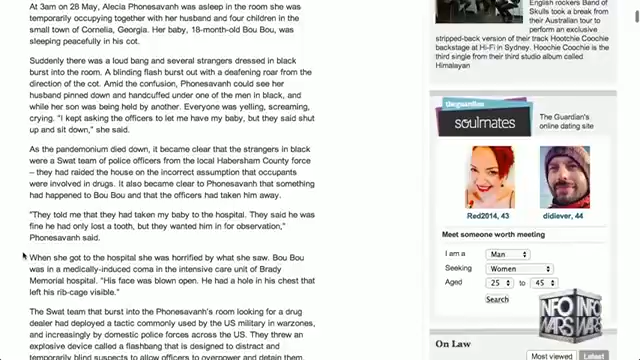 At 3am on 28 May, Alecia Phonesavanh was asleep in the room she was
temporarily occupying together with her husband and four children in the
small town of Cornelia, Georgia. Her baby, 18-month-old Bou Bou, was
sleeping peacefully in his cot.
Suddenly there was a loud bang and several strangers dressed in black
burst into the room. A blinding flash burst out with a deafening roar from the
direction of the cot. Amid the confusion, Phonesavanh could see her
husband pinned down and handcuffed under one of the men in black, and
while her son was being held by another. Everyone was yelling, screaming,
crying. “I kept asking the officers to let me have my baby, but they said shut
up and sit down,” she said.
As the pandemonium died down, it became clear that the strangers in black
were a Swat team of police officers from the local Habersham County force
– they had raided the house on the incorrect assumption that occupants
were involved in drugs. It also became clear to Phonesavanh that something
had happened to Bou Bou and that the officers had taken him away.
“They told me that they had taken my baby to the hospital. They said he was
fine he had only lost a tooth, but they wanted him in for observation,”
Phonesavanh said.
When she got to the hospital she was horrified by what she saw. Bou Bou
was in a medically-induced coma in the intensive care unit of Brady
Memorial hospital. “His face was blown open. He had a hole in his chest that
left his rib-cage visible.”
The Swat team that burst into the Phonesavanh’s room looking for a drug
dealer had deployed a tactic commonly used by the US military in warzones,
and increasingly by domestic police forces across the US. They threw an
explosive device called a flashbang that is designed to distract and
temporarily blind suspects to allow officers to overpower and detain them.
English rockers Band of
Skulls took a break from
their Australian tour to
perform an exclusive
stripped-back version of their track Hootchie Coochie
backstage at Hi-Fi in Sydney. Hoochie Coochie is the
third single from their third studio album called
Himalayan
theguardian
soulmates
The Guardian's
online dating site
Red2014, 43
didiever, 44
Meet someone worth meeting
I am a
Man
Seeking
Women
Aged
25
to
45
Search
INFO
WARS
INFO
WARS
On Law
Most viewed
Latest